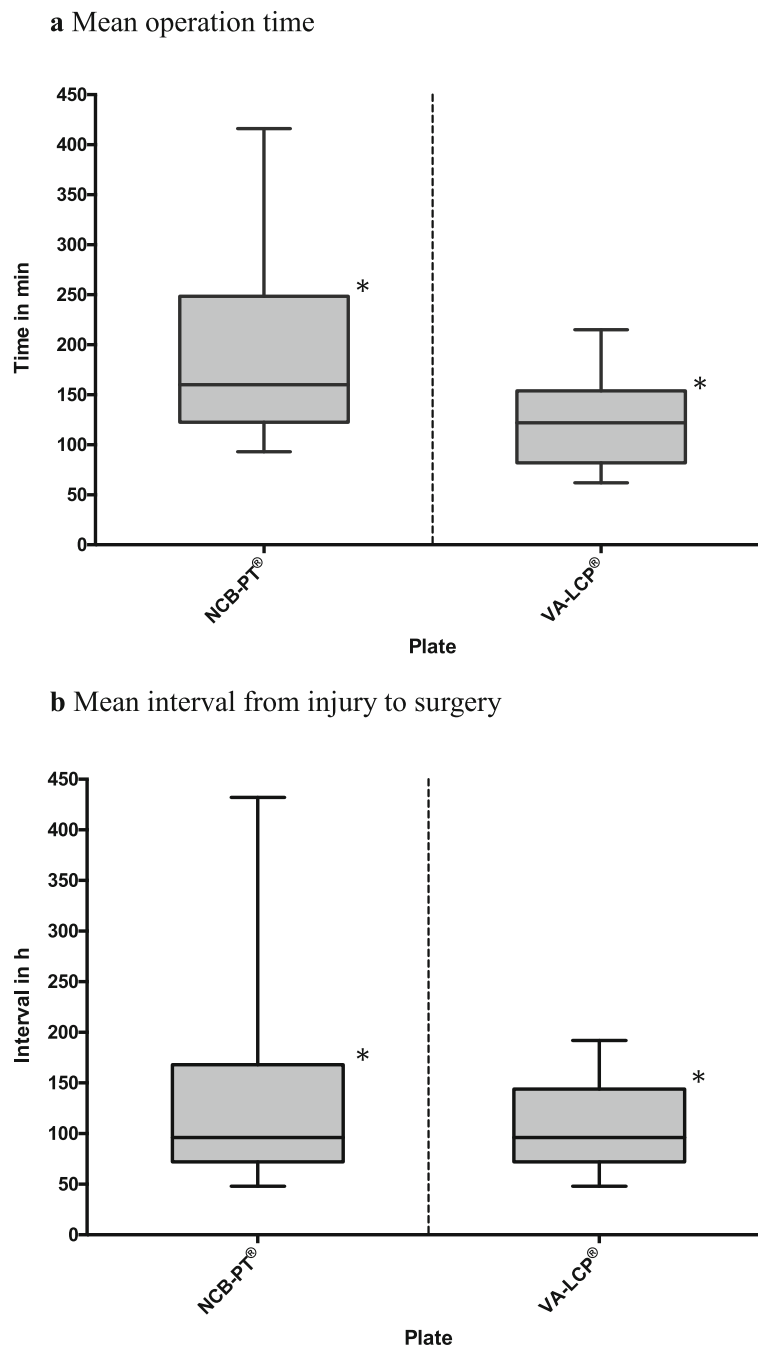 a Mean operation time
450
400
350
300
250
200
150
100
50
0
Time in min
*
*
NCB-PT®
VA-LCP®
Plate
b Mean interval from injury to surgery
450
400
350
300
250
200
150
100
50
0
Interval in h
*
*
NCB-PT®
VA-LCP®
Plate